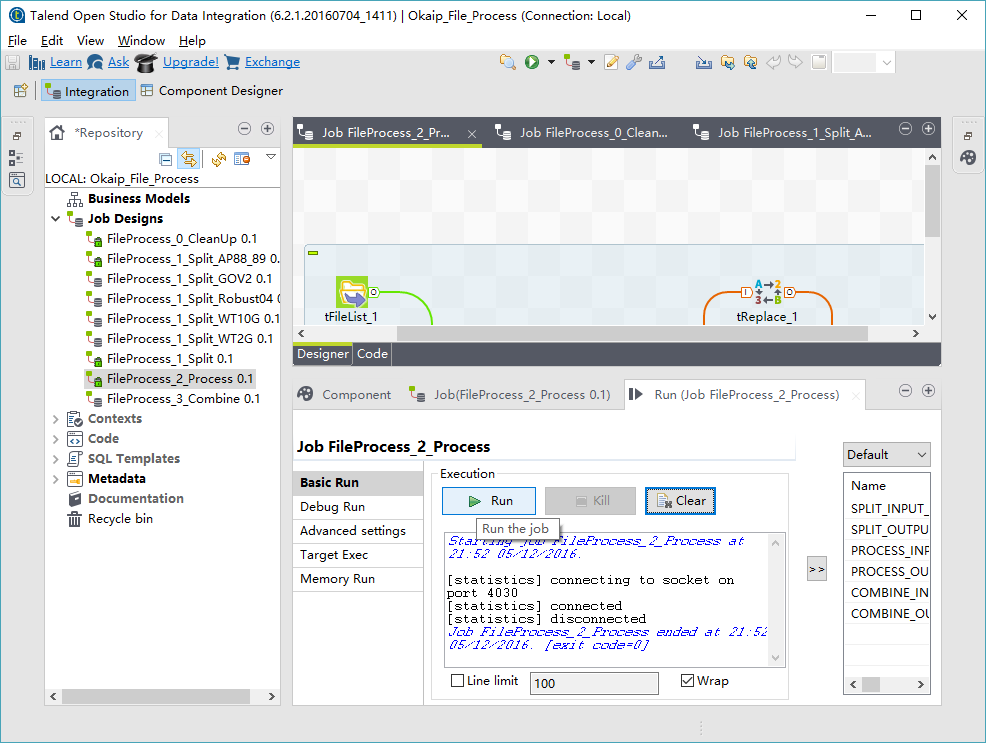 Talend Open Studio for Data Integration (6.2.1.20160704_1411) | Okaip_File_Process (Connection: Local)
File Edit View Window Help
Learn Ask Upgrade! Exchange
Integration Component Designer
*Repository
LOCAL: Okaip_File_Process
Business Models
Job Designs
FileProcess_0_CleanUp 0.1
FileProcess_1_Split_AP88_89 0.
FileProcess_1_Split_GOV2 0.1
FileProcess_1_Split_Robust04 0.
FileProcess_1_Split_WT10G 0.1
FileProcess_1_Split_WT2G 0.1
FileProcess_1_Split 0.1
FileProcess_2_Process 0.1
FileProcess_3_Combine 0.1
Contexts
Code
SQL Templates
Metadata
Documentation
Recycle bin
Job FileProcess_2_Pr...
Job FileProcess_0_Clean...
Job FileProcess_1_Split_A...
tFileList_1
O
I
A 2
3 B
O
tReplace_1
Designer Code
Component
Job(FileProcess_2_Process 0.1)
Run (Job FileProcess_2_Process)
Job FileProcess_2_Process
Basic Run
Debug Run
Advanced settings
Target Exec
Memory Run
Execution
Run Kill Clear
Run the job
Starting job FileProcess_2_Process at
21:52 05/12/2016.
[statistics] connecting to socket on
port 4030
[statistics] connected
[statistics] disconnected
Job FileProcess_2_Process ended at 21:52
05/12/2016. [exit code=0]
Line limit 100 Wrap
>>
Default
Name
SPLIT_INPUT_
SPLIT_OUTPU
PROCESS_INP
PROCESS_OU
COMBINE_IN
COMBINE_OU